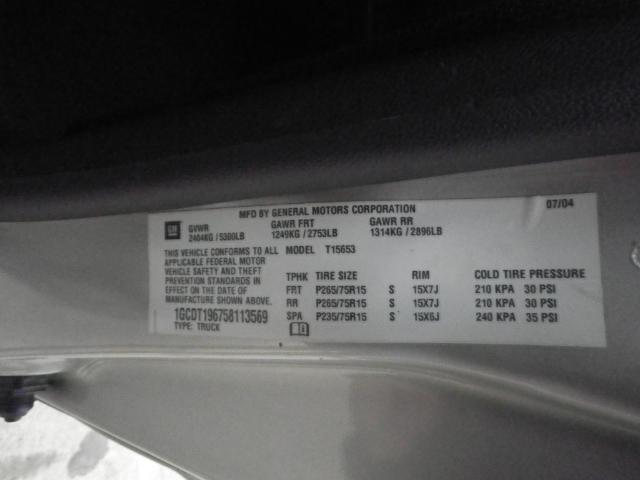 MFD BY GENERAL MOTORS CORPORATION 07/04
GM GVWR GAWR FRT GAWR RR
2404KG / 5300LB 1249KG / 2753LB 1314KG / 2896LB
THIS VEHICLE CONFORMS TO ALL MODEL T15653
APPLICABLE FEDERAL MOTOR
VEHICLE SAFETY AND THEFT
PREVENTION STANDARDS IN
EFFECT ON THE DATE OF
MANUFACTURE SHOWN ABOVE.
1GCDT196758113569
TYPE: TRUCK
TPHK TIRE SIZE RIM COLD TIRE PRESSURE
FRT P265/75R15 S 15X7J 210 KPA 30 PSI
RR P265/75R15 S 15X7J 210 KPA 30 PSI
SPA P235/75R15 S 15X6J 240 KPA 35 PSI